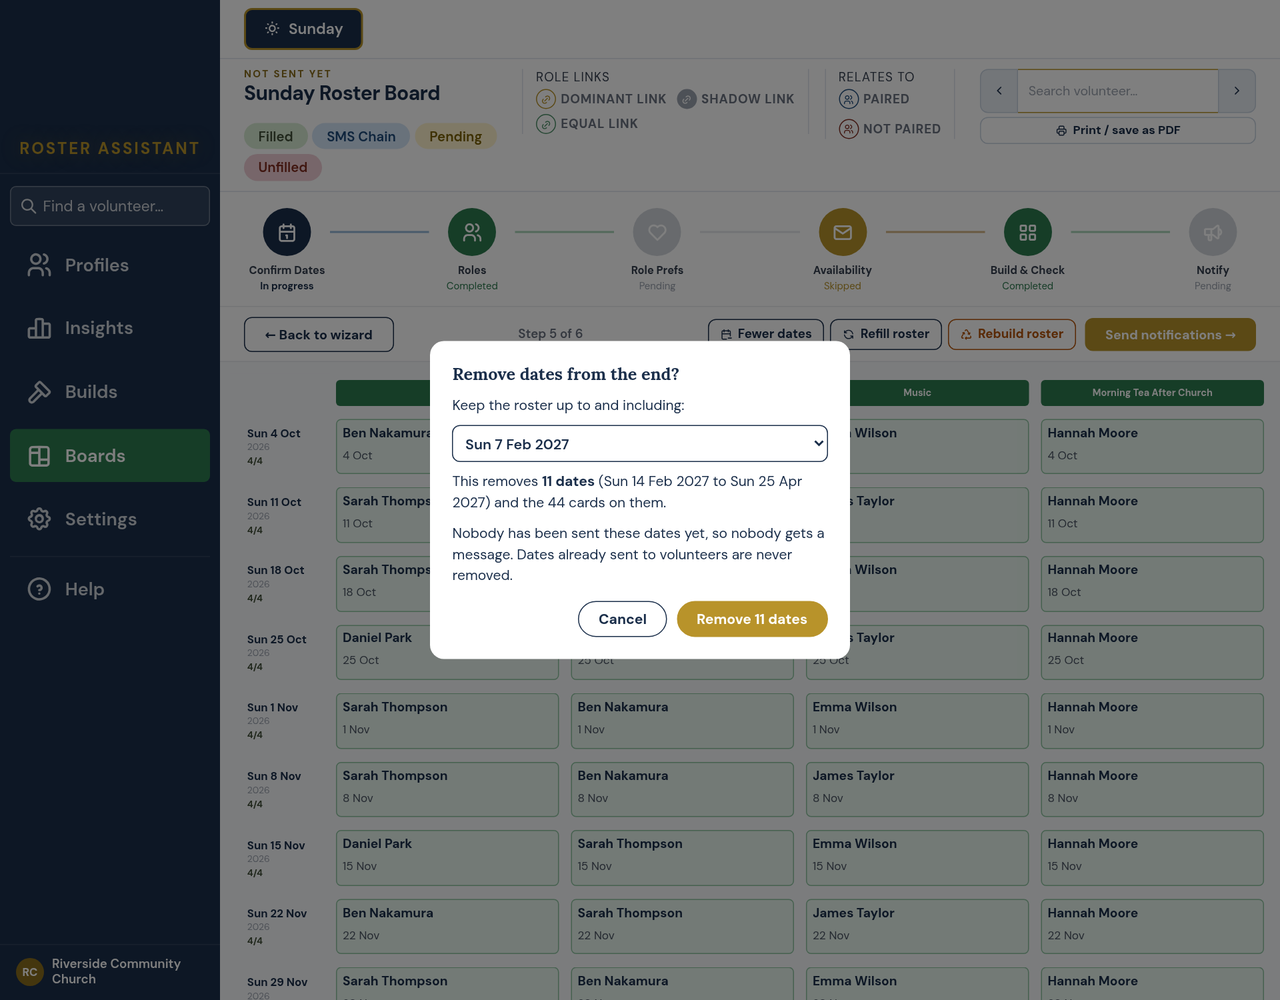 Sunday
ROSTER ASSISTANT
Find a volunteer...
Profiles
Insights
Builds
Boards
Settings
Help
RC
Riverside Community
Church
NOT SENT YET
Sunday Roster Board
Filled
SMS Chain
Pending
Unfilled
ROLE LINKS
DOMINANT LINK
SHADOW LINK
EQUAL LINK
RELATES TO
PAIRED
NOT PAIRED
Search volunteer...
Print / save as PDF
Confirm Dates
In progress
Roles
Completed
Role Prefs
Pending
Availability
Skipped
Build & Check
Completed
Notify
Pending
← Back to wizard
Step 5 of 6
Fewer dates
Refill roster
Rebuild roster
Send notifications →
Remove dates from the end?
Keep the roster up to and including:
Sun 7 Feb 2027
This removes 11 dates (Sun 14 Feb 2027 to Sun 25 Apr
2027) and the 44 cards on them.
Nobody has been sent these dates yet, so nobody gets a
message. Dates already sent to volunteers are never
removed.
Cancel
Remove 11 dates
Music
Morning Tea After Church
Sun 4 Oct
2026
4/4
Ben Nakamura
4 Oct
Wilson
Hannah Moore
4 Oct
Sun 11 Oct
2026
4/4
Sarah Thomps
11 Oct
s Taylor
Hannah Moore
11 Oct
Sun 18 Oct
2026
4/4
Sarah Thomps
18 Oct
Wilson
Hannah Moore
18 Oct
Sun 25 Oct
2026
4/4
Daniel Park
25 Oct
25 Oct
s Taylor
25 Oct
Hannah Moore
25 Oct
Sun 1 Nov
2026
4/4
Sarah Thompson
1 Nov
Ben Nakamura
1 Nov
Emma Wilson
1 Nov
Hannah Moore
1 Nov
Sun 8 Nov
2026
4/4
Sarah Thompson
8 Nov
Ben Nakamura
8 Nov
James Taylor
8 Nov
Hannah Moore
8 Nov
Sun 15 Nov
2026
4/4
Daniel Park
15 Nov
Sarah Thompson
15 Nov
Emma Wilson
15 Nov
Hannah Moore
15 Nov
Sun 22 Nov
2026
4/4
Ben Nakamura
22 Nov
Sarah Thompson
22 Nov
James Taylor
22 Nov
Hannah Moore
22 Nov
Sun 29 Nov
2026
Sarah Thompson
Ben Nakamura
Emma Wilson
Hannah Moore